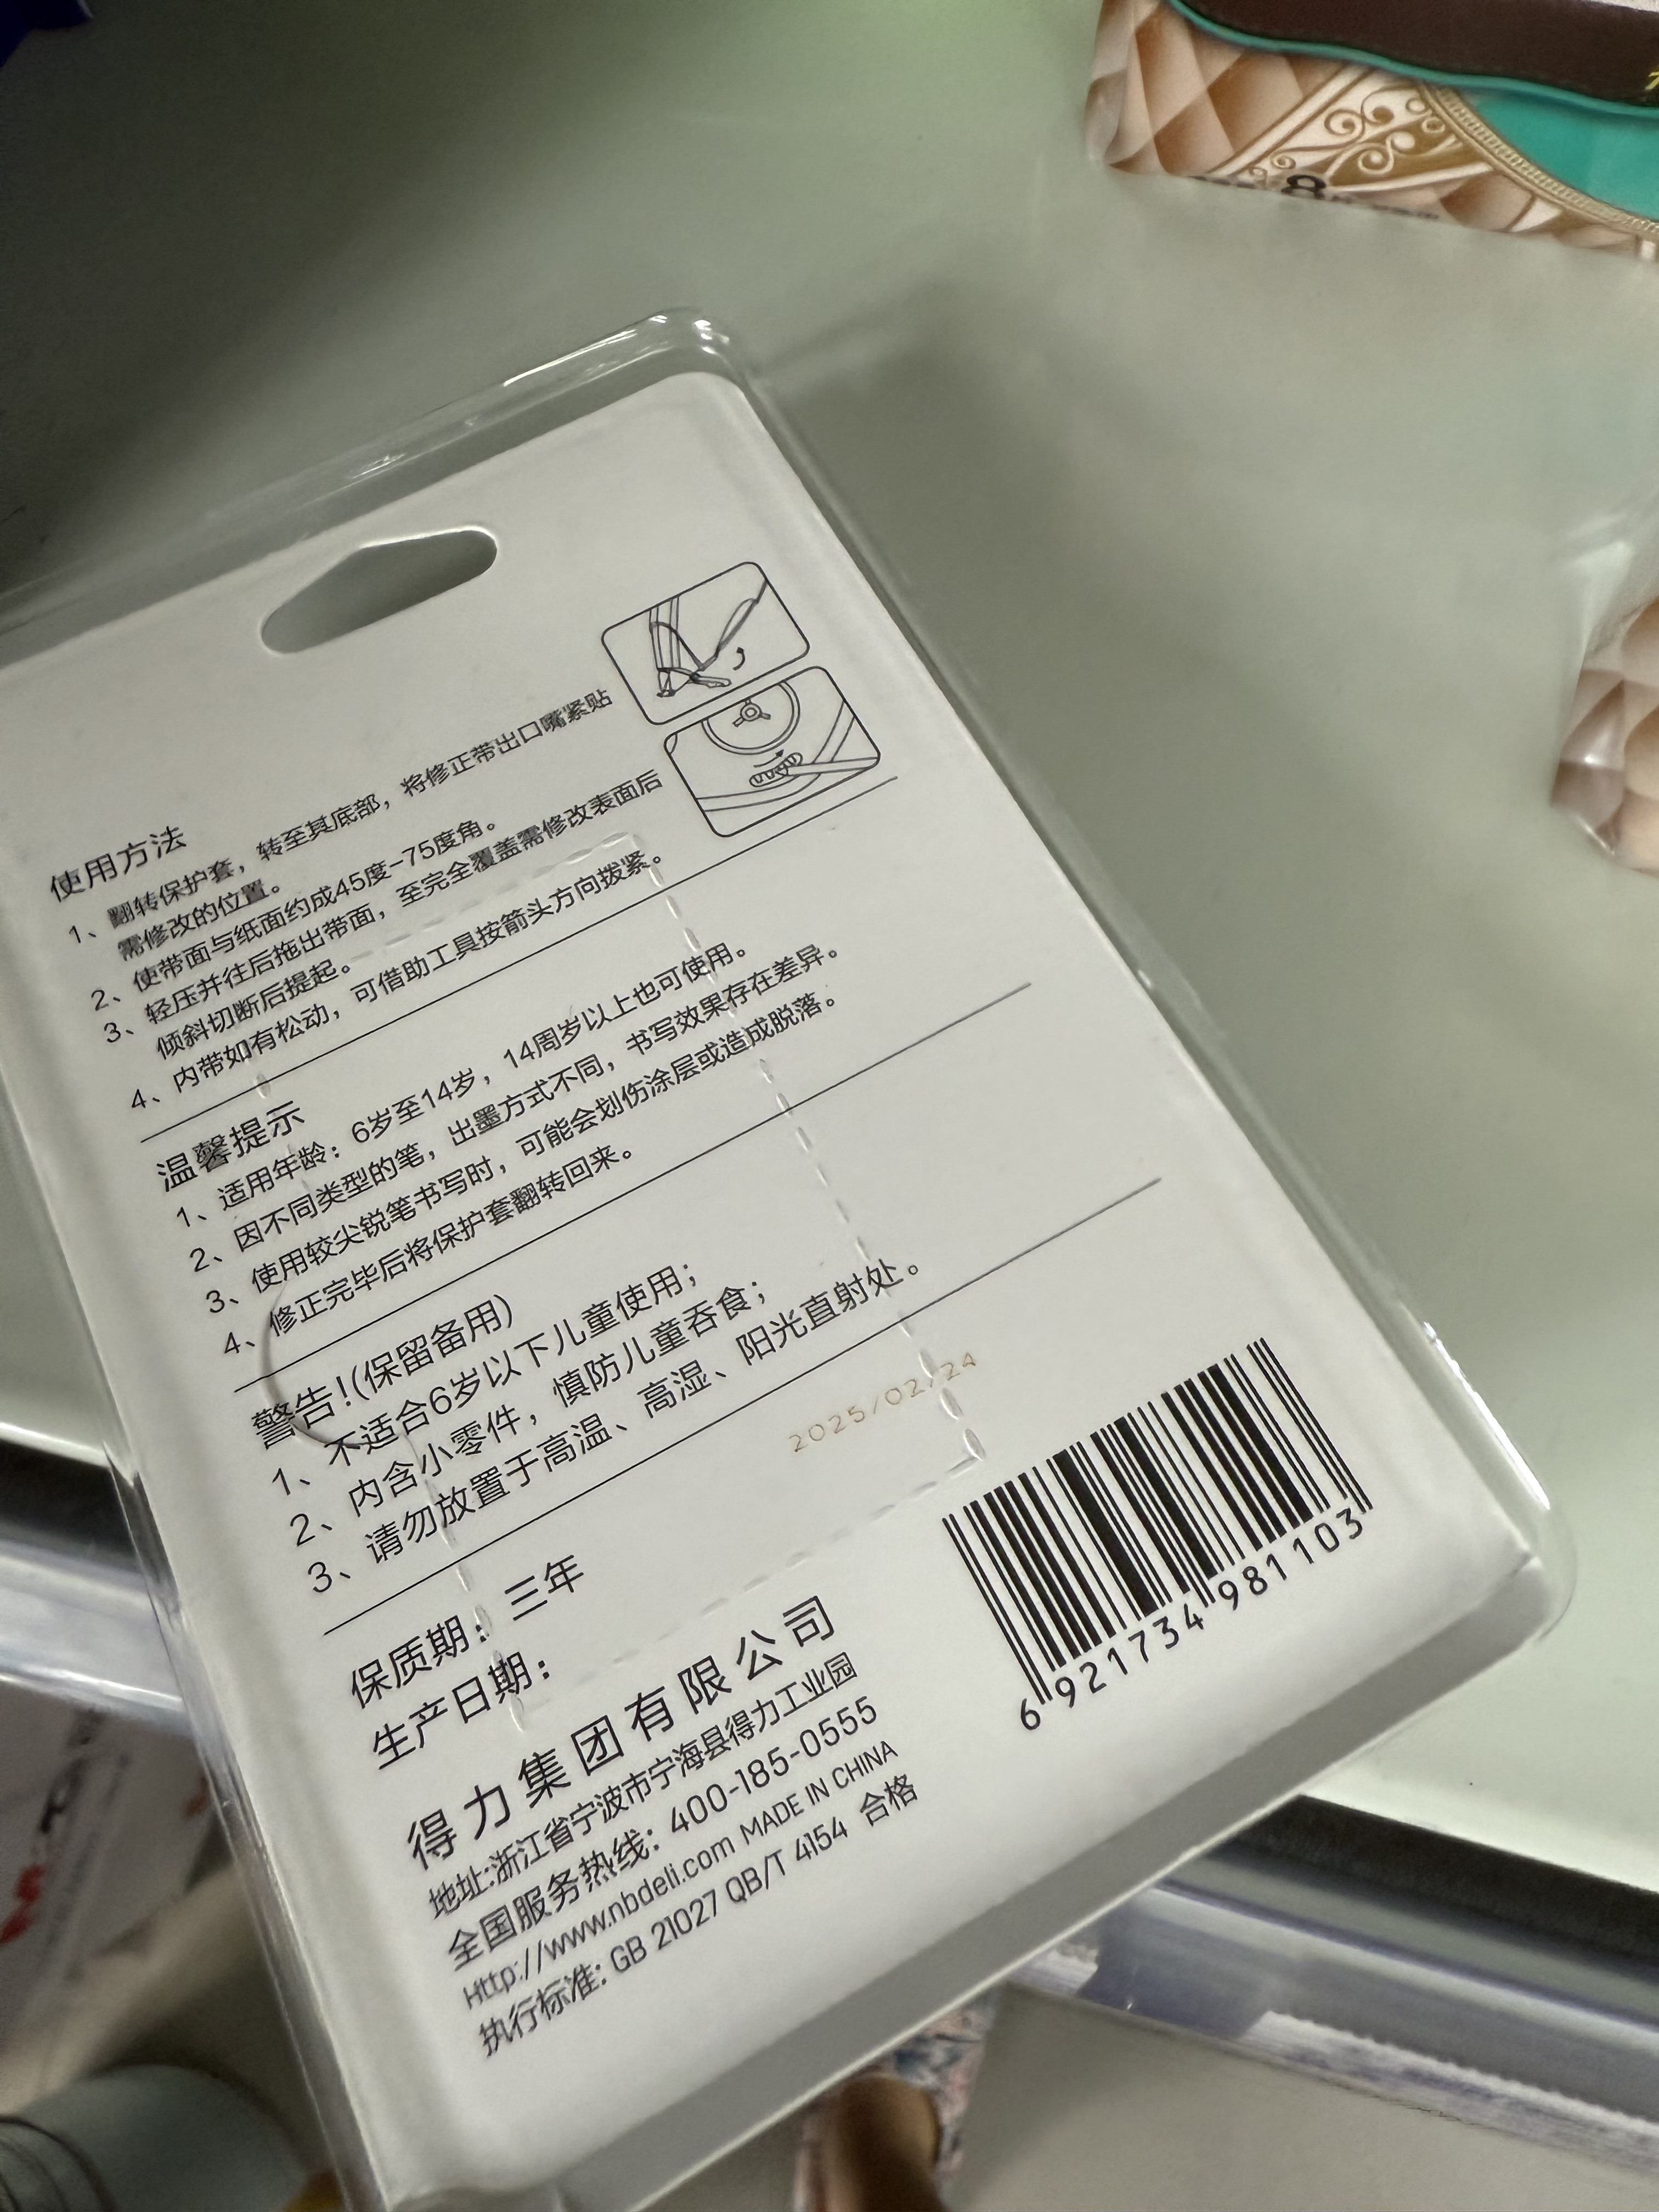 使用方法
1、翻转保护套，转至其底部，将修正带出口嘴紧贴
需修改的位置。
2、使带面与纸面约成45度-75度角。
3、轻压并往后拖出带面，至完全覆盖需修改表面后
倾斜切断后提起。
4、内带如有松动，可借助工具按箭头方向拨紧。
温馨提示
1、适用年龄：6岁至14岁，14周岁以上也可使用。
2、因不同类型的笔，出墨方式不同，书写效果存在差异。
3、使用较尖锐笔书写时，可能会划伤涂层或造成脱落。
4、修正完毕后将保护套翻转回来。
警告!(保留备用)
1、不适合6岁以下儿童使用；
2、内含小零件，慎防儿童吞食；
3、请勿放置于高温、高湿、阳光直射处。
2025/02/24
保质期：三年
生产日期：
得力集团有限公司
地址:浙江省宁波市宁海县得力工业园
全国服务热线: 400-185-0555
Http://www.nbdeli.com MADE IN CHINA
执行标准: GB 21027 QB/T 4154 合格
6 921734 981103